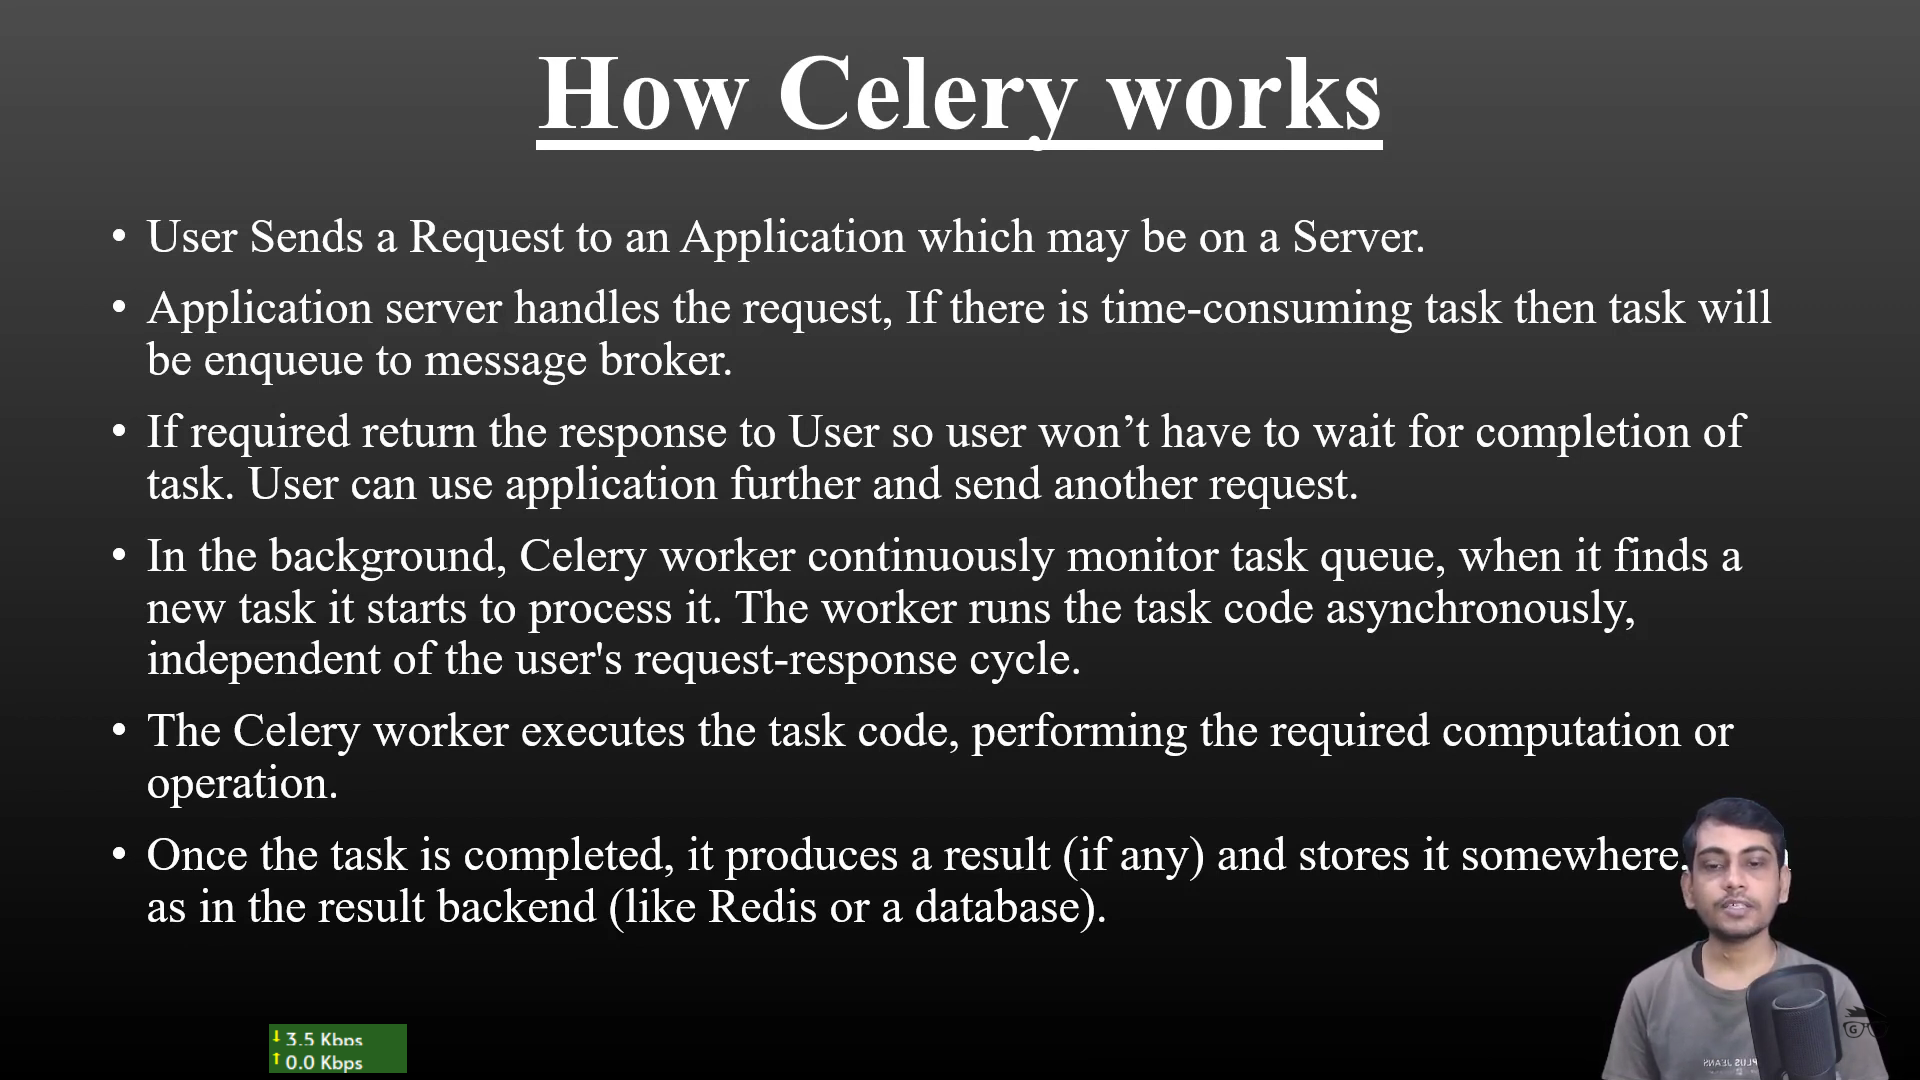 How Celery works
• User Sends a Request to an Application which may be on a Server.
• Application server handles the request, If there is time-consuming task then task will
be enqueue to message broker.
• If required return the response to User so user won’t have to wait for completion of
task. User can use application further and send another request.
• In the background, Celery worker continuously monitor task queue, when it finds a
new task it starts to process it. The worker runs the task code asynchronously,
independent of the user's request-response cycle.
• The Celery worker executes the task code, performing the required computation or
operation.
• Once the task is completed, it produces a result (if any) and stores it somewhere.
as in the result backend (like Redis or a database).
↓ 3.5 Kbps
↑ 0.0 Kbps
G
PLUS JEANS